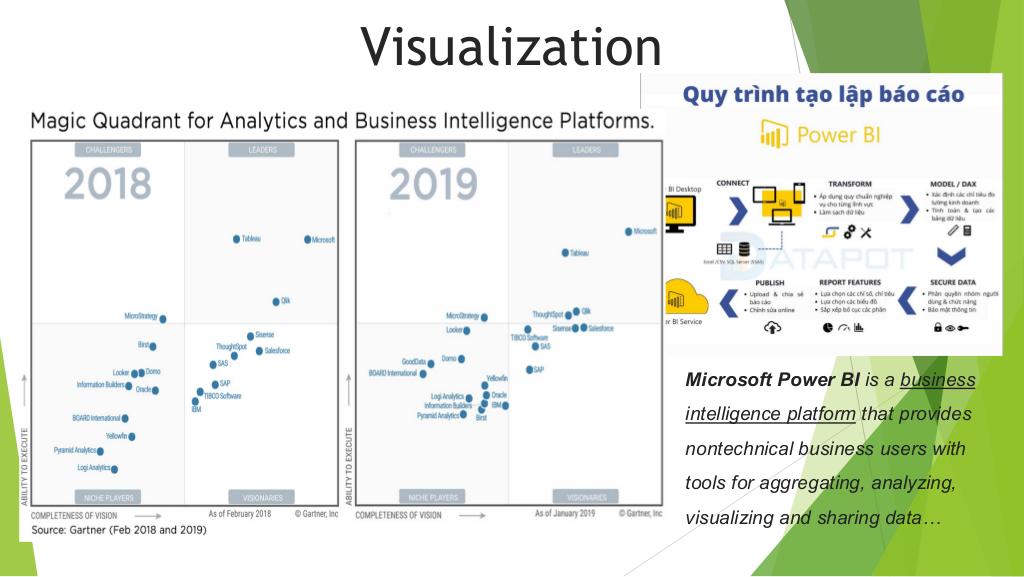 Visualization
Magic Quadrant for Analytics and Business Intelligence Platforms.
CHALLENGERS
LEADERS
2018
Tableau
Microsoft
Qlik
MicroStrategy
Birst
Sisense
ThoughtSpot
Salesforce
Looker
Domo
SAS
Information Builders
Oracle
SAP
TIBCO Software
IBM
BOARD International
Yellowfin
Pyramid Analytics
Logi Analytics
ABILITY TO EXECUTE
NICHE PLAYERS
VISIONARIES
COMPLETENESS OF VISION
As of February 2018
© Gartner, Inc
CHALLENGERS
LEADERS
2019
Microsoft
Tableau
MicroStrategy
ThoughtSpot
Qlik
Looker
Sisense
Salesforce
TIBCO Software
SAS
GoodData
Domo
BOARD International
SAP
Yellowfin
Logi Analytics
Oracle
Information Builders
IBM
Pyramid Analytics
Birst
ABILITY TO EXECUTE
NICHE PLAYERS
VISIONARIES
COMPLETENESS OF VISION
As of January 2019
© Gartner, Inc
Source: Gartner (Feb 2018 and 2019)
Quy trình tạo lập báo cáo
Power BI
BI Desktop
CONNECT
Excel /CSV, SQL Server (SSAS)
TRANSFORM
• Áp dụng quy chuẩn nghiệp
vụ cho từng lĩnh vực
• Làm sạch dữ liệu
MODEL / DAX
• Xác định các chỉ tiêu đo
lường kinh doanh
• Tính toán & tạo các
bảng dữ liệu
DATAPOT
BI Service
PUBLISH
• Upload & chia sẻ
báo cáo
• Chỉnh sửa online
REPORT FEATURES
• Lựa chọn các chỉ số, chỉ tiêu
• Lựa chọn các biểu đồ
• Sắp xếp bố cục các phần
SECURE DATA
• Phân quyền nhóm người
dùng & chức năng
• Bảo mật thông tin
Microsoft Power BI is a business
intelligence platform that provides
nontechnical business users with
tools for aggregating, analyzing,
visualizing and sharing data…